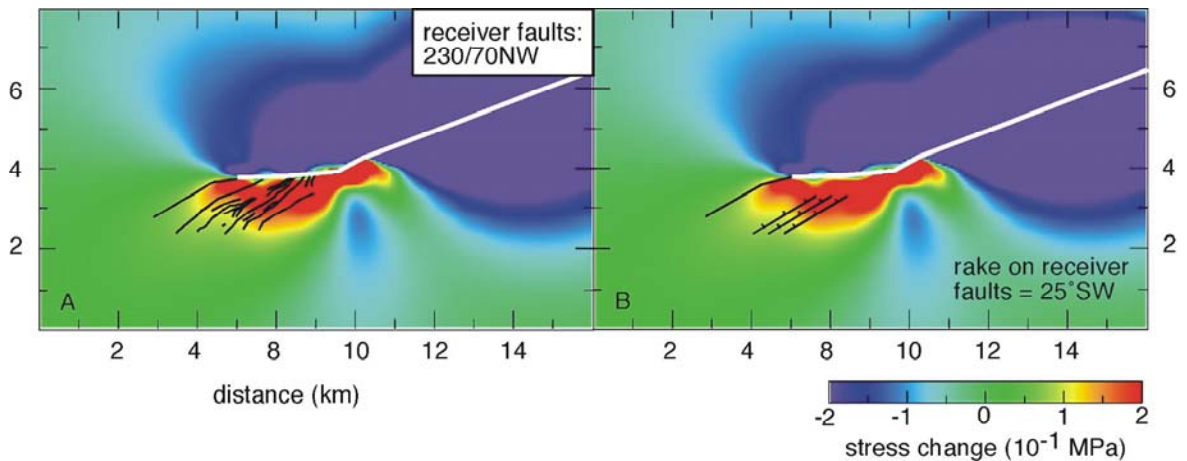 receiver faults:
230/70NW
6
4
2
A
2 4 6 8 10 12 14
distance (km)
rake on receiver
faults = 25°SW
B
6
4
2
2 4 6 8 10 12 14
-2 -1 0 1 2
stress change (10⁻¹ MPa)